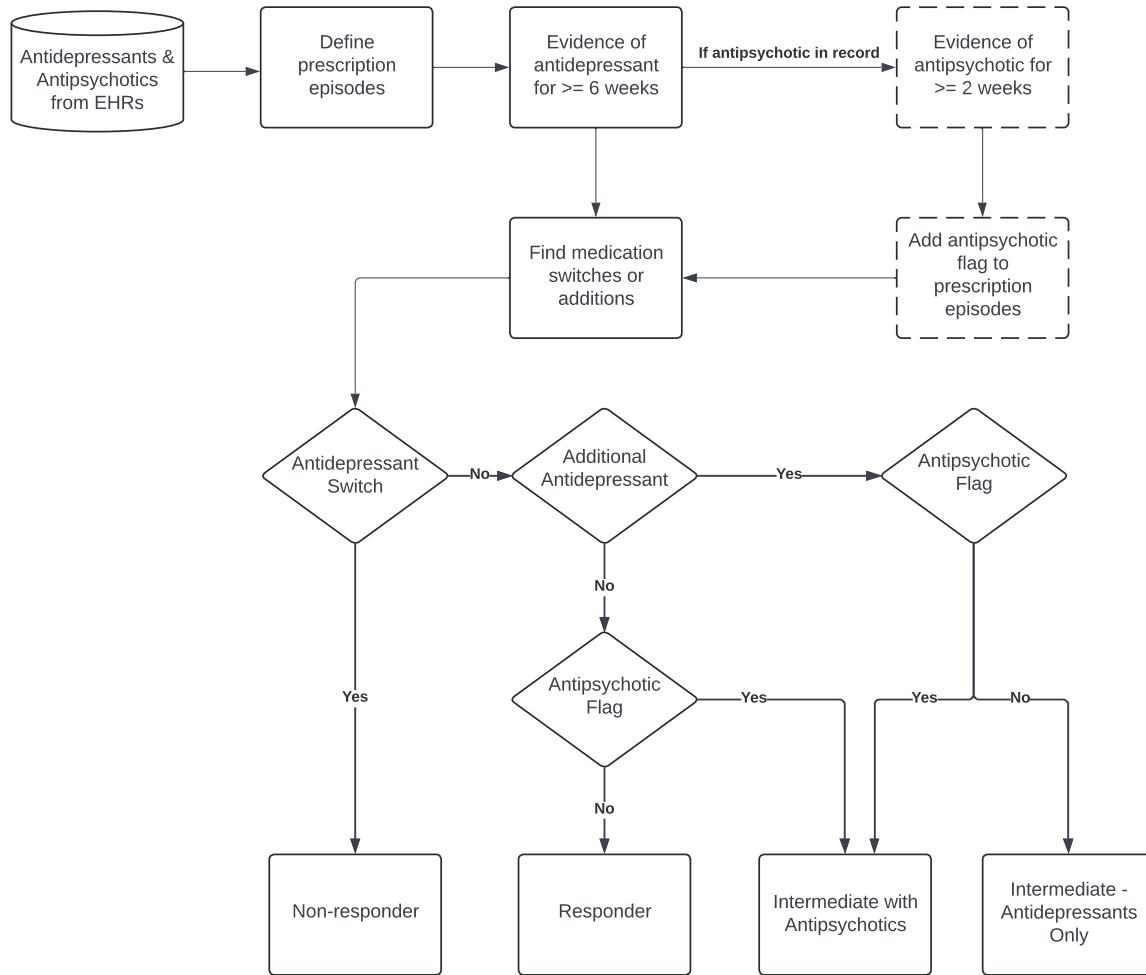 Antidepressants &
Antipsychotics
from EHRs
Define
prescription
episodes
Evidence of
antidepressant
for >= 6 weeks
If antipsychotic in record
Evidence of
antipsychotic for
>= 2 weeks
Find medication
switches or
additions
Add antipsychotic
flag to
prescription
episodes
Antidepressant
Switch
No
Additional
Antidepressant
Yes
Antipsychotic
Flag
No
Yes
Antipsychotic
Flag
Yes
Yes
No
No
Non-responder
Responder
Intermediate with
Antipsychotics
Intermediate -
Antidepressants
Only